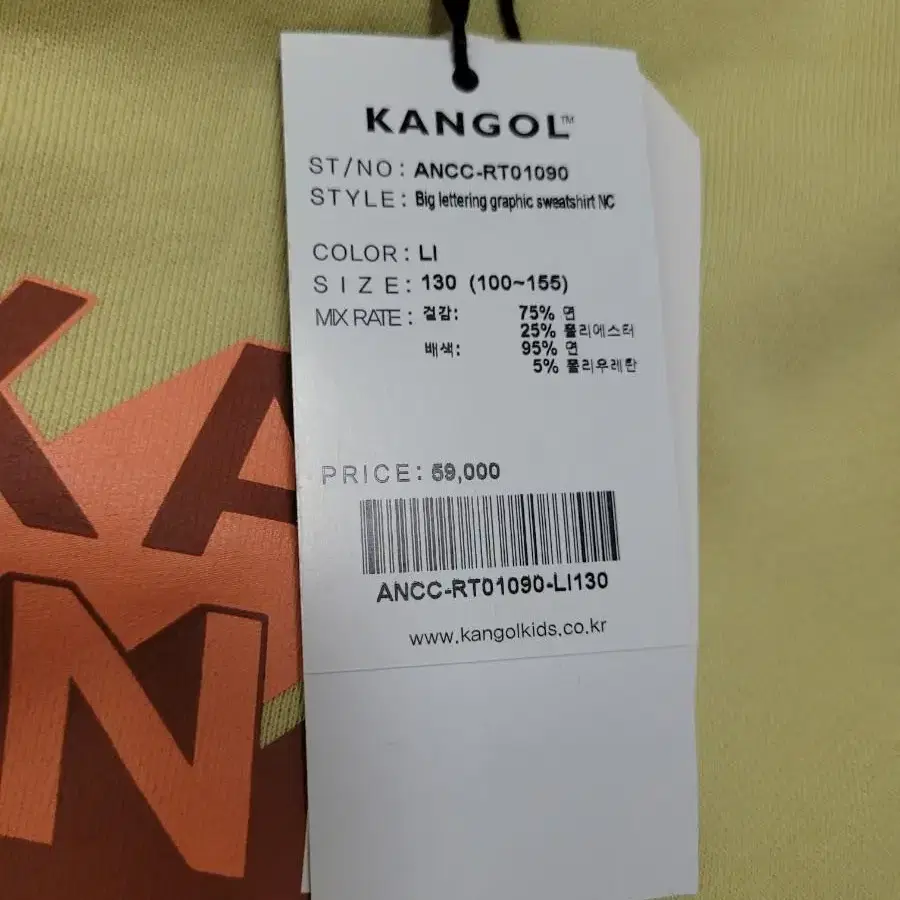 KANGOL™
ST/NO: ANCC-RT01090
STYLE: Big lettering graphic sweatshirt NC
COLOR: LI
SIZE: 130 (100~155)
MIX RATE: 겉감: 75% 면
25% 폴리에스터
배색: 95% 면
5% 폴리우레탄
PRICE: 59,000
ANCC-RT01090-LI130
www.kangolkids.co.kr
KA
N